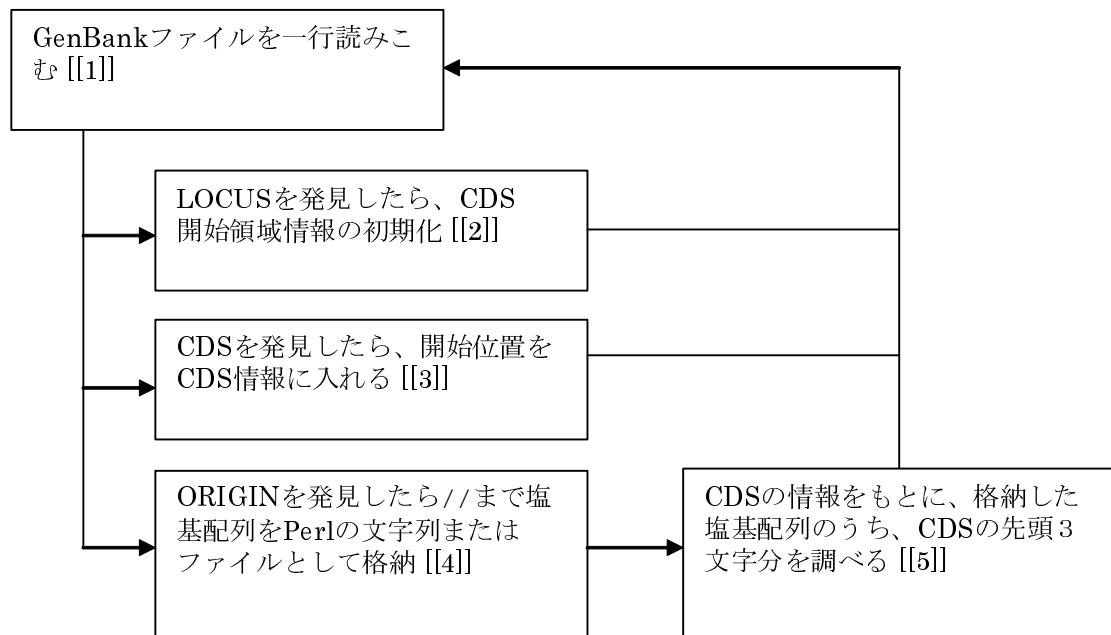 GenBankファイルを一行読みこ
む [[1]]
LOCUSを発見したら、CDS
開始領域情報の初期化 [[2]]
CDSを発見したら、開始位置を
CDS情報に入れる [[3]]
ORIGINを発見したら//まで塩
基配列をPerlの文字列または
ファイルとして格納 [[4]]
CDSの情報をもとに、格納した
塩基配列のうち、CDSの先頭３
文字分を調べる [[5]]